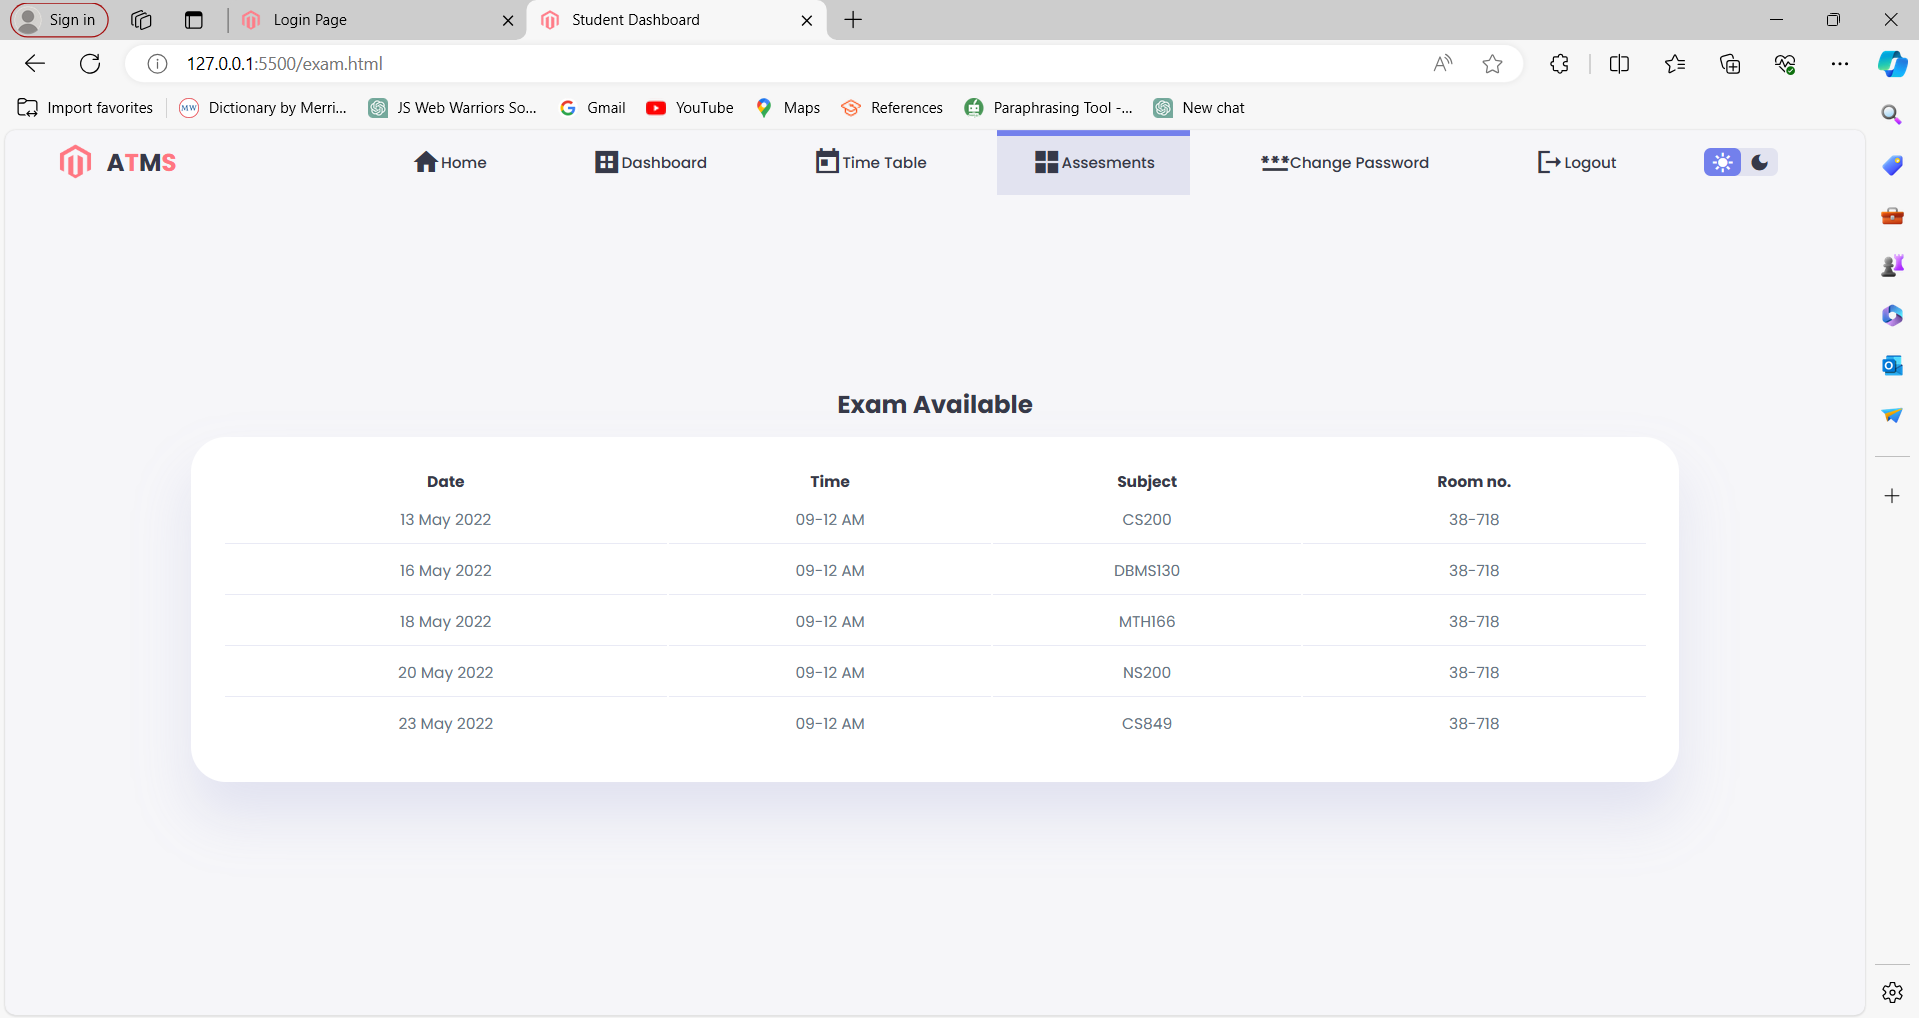 Sign in
Login Page
Student Dashboard
127.0.0.1:5500/exam.html
Import favorites
MW Dictionary by Merri...
JS Web Warriors So...
Gmail
YouTube
Maps
References
Paraphrasing Tool -...
New chat
ATMS
Home
Dashboard
Time Table
Assesments
***Change Password
Logout
Exam Available
Date Time Subject Room no.
13 May 2022 09-12 AM CS200 38-718
16 May 2022 09-12 AM DBMS130 38-718
18 May 2022 09-12 AM MTH166 38-718
20 May 2022 09-12 AM NS200 38-718
23 May 2022 09-12 AM CS849 38-718